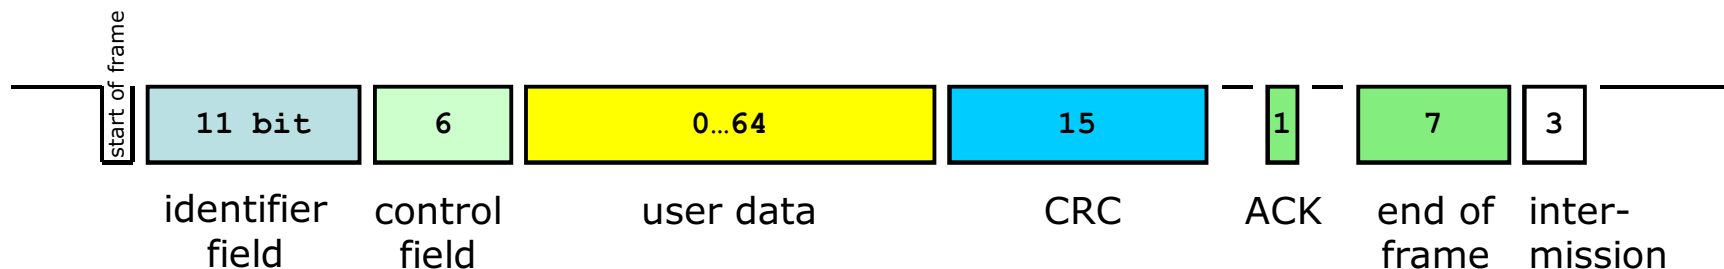 start of frame
11 bit
6
0…64
15
1
7
3
identifier
field
control
field
user data
CRC
ACK
end of
frame
inter-
mission